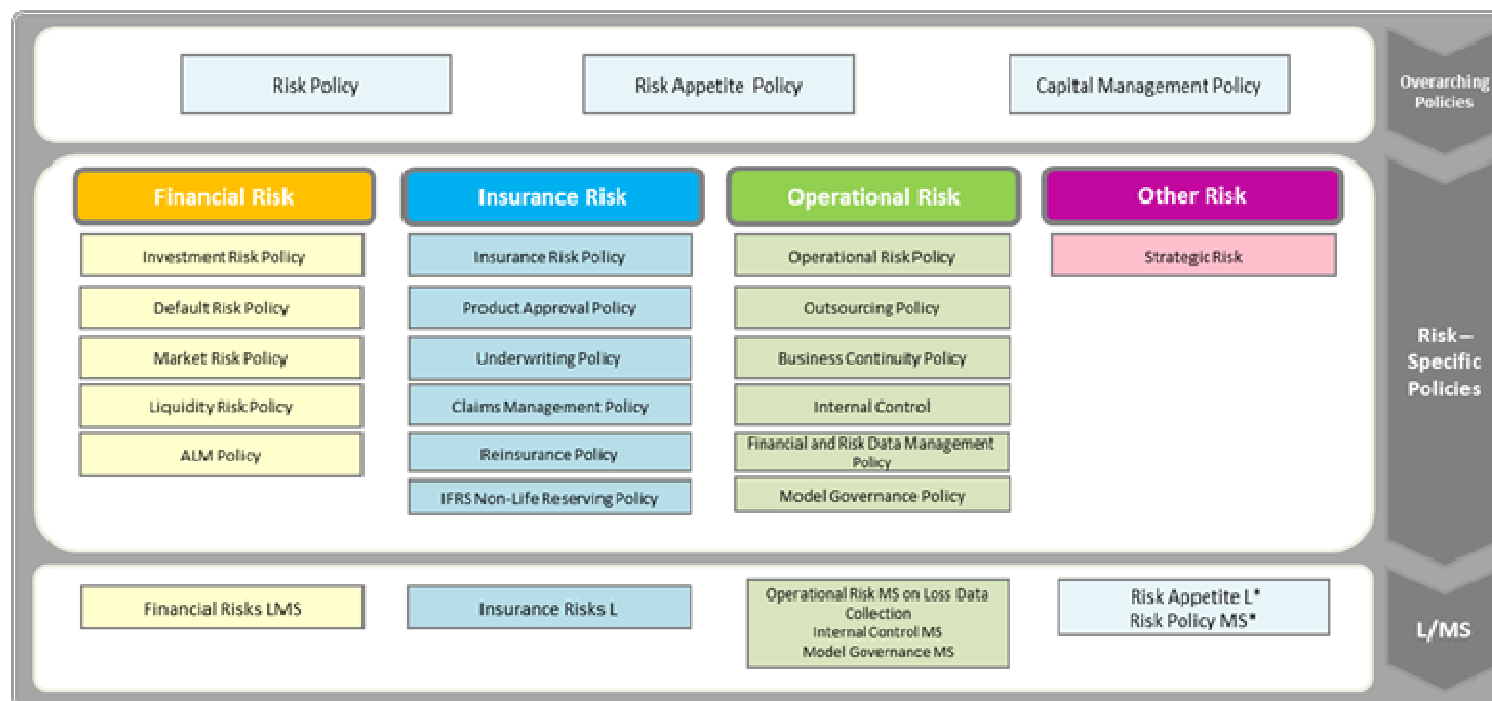 Risk Policy
Risk Appetite Policy
Capital Management Policy
Overarching
Policies
Financial Risk
Insurance Risk
Operational Risk
Other Risk
Investment Risk Policy
Insurance Risk Policy
Operational Risk Policy
Strategic Risk
Default Risk Policy
Product Approval Policy
Outsourcing Policy
Market Risk Policy
Underwriting Policy
Business Continuity Policy
Liquidity Risk Policy
Claims Management Policy
Internal Control
ALM Policy
Reinsurance Policy
Financial and Risk Data Management
Policy
IFRS Non-Life Reserving Policy
Model Governance Policy
Risk–
Specific
Policies
Financial Risks LMS
Insurance Risks L
Operational Risk MS on Loss Data
Collection
Internal Control MS
Model Governance MS
Risk Appetite L*
Risk Policy MS*
L/MS